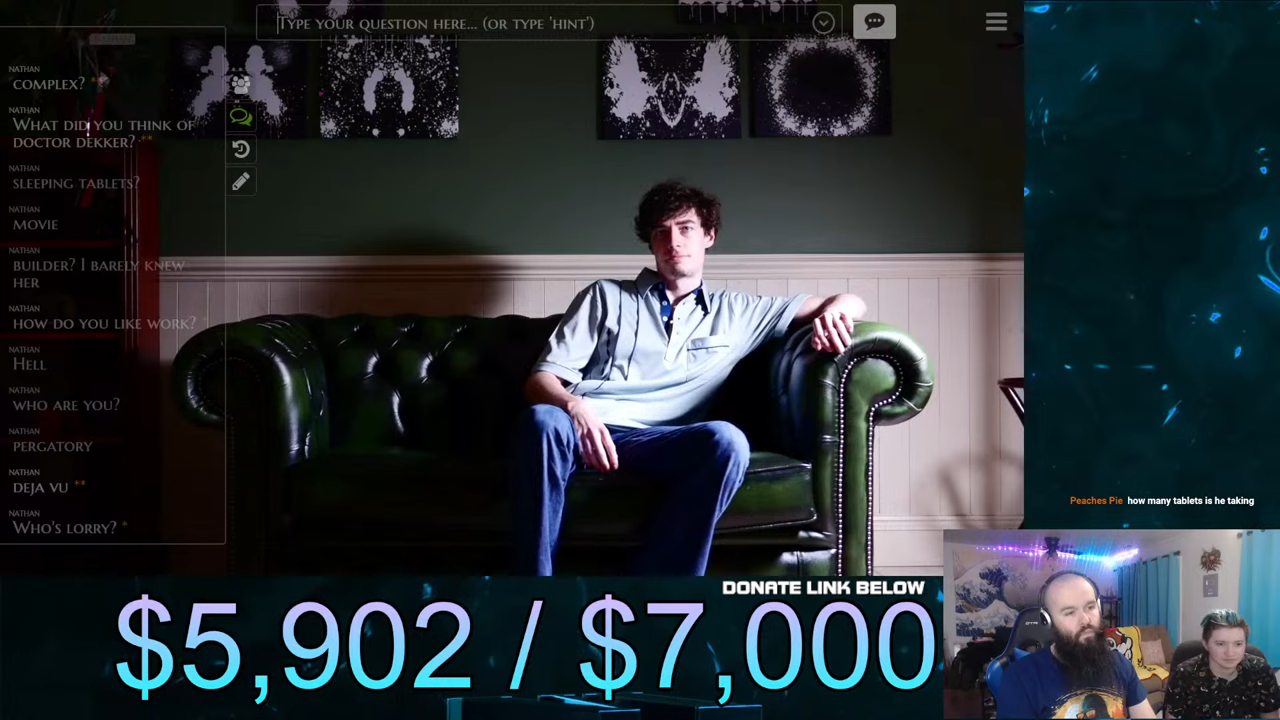 Type your question here... (or type 'hint')
Nathan
complex? *
Nathan
What did you think of
Doctor Dekker? **
Nathan
sleeping tablets?
Nathan
movie
Nathan
builder? I barely knew
her
Nathan
how do you like work?
Nathan
Hell
Nathan
who are you?
Nathan
pergatory
Nathan
deja vu **
Nathan
Who's lorry? *
Peaches Pie how many tablets is he taking
DONATE LINK BELOW
$5,902 / $7,000